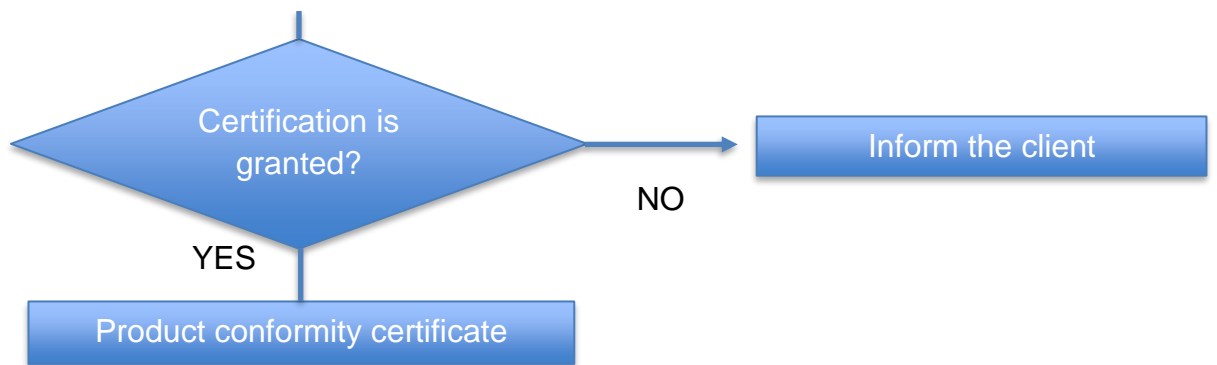 Certification is
granted?
Inform the client
NO
YES
Product conformity certificate